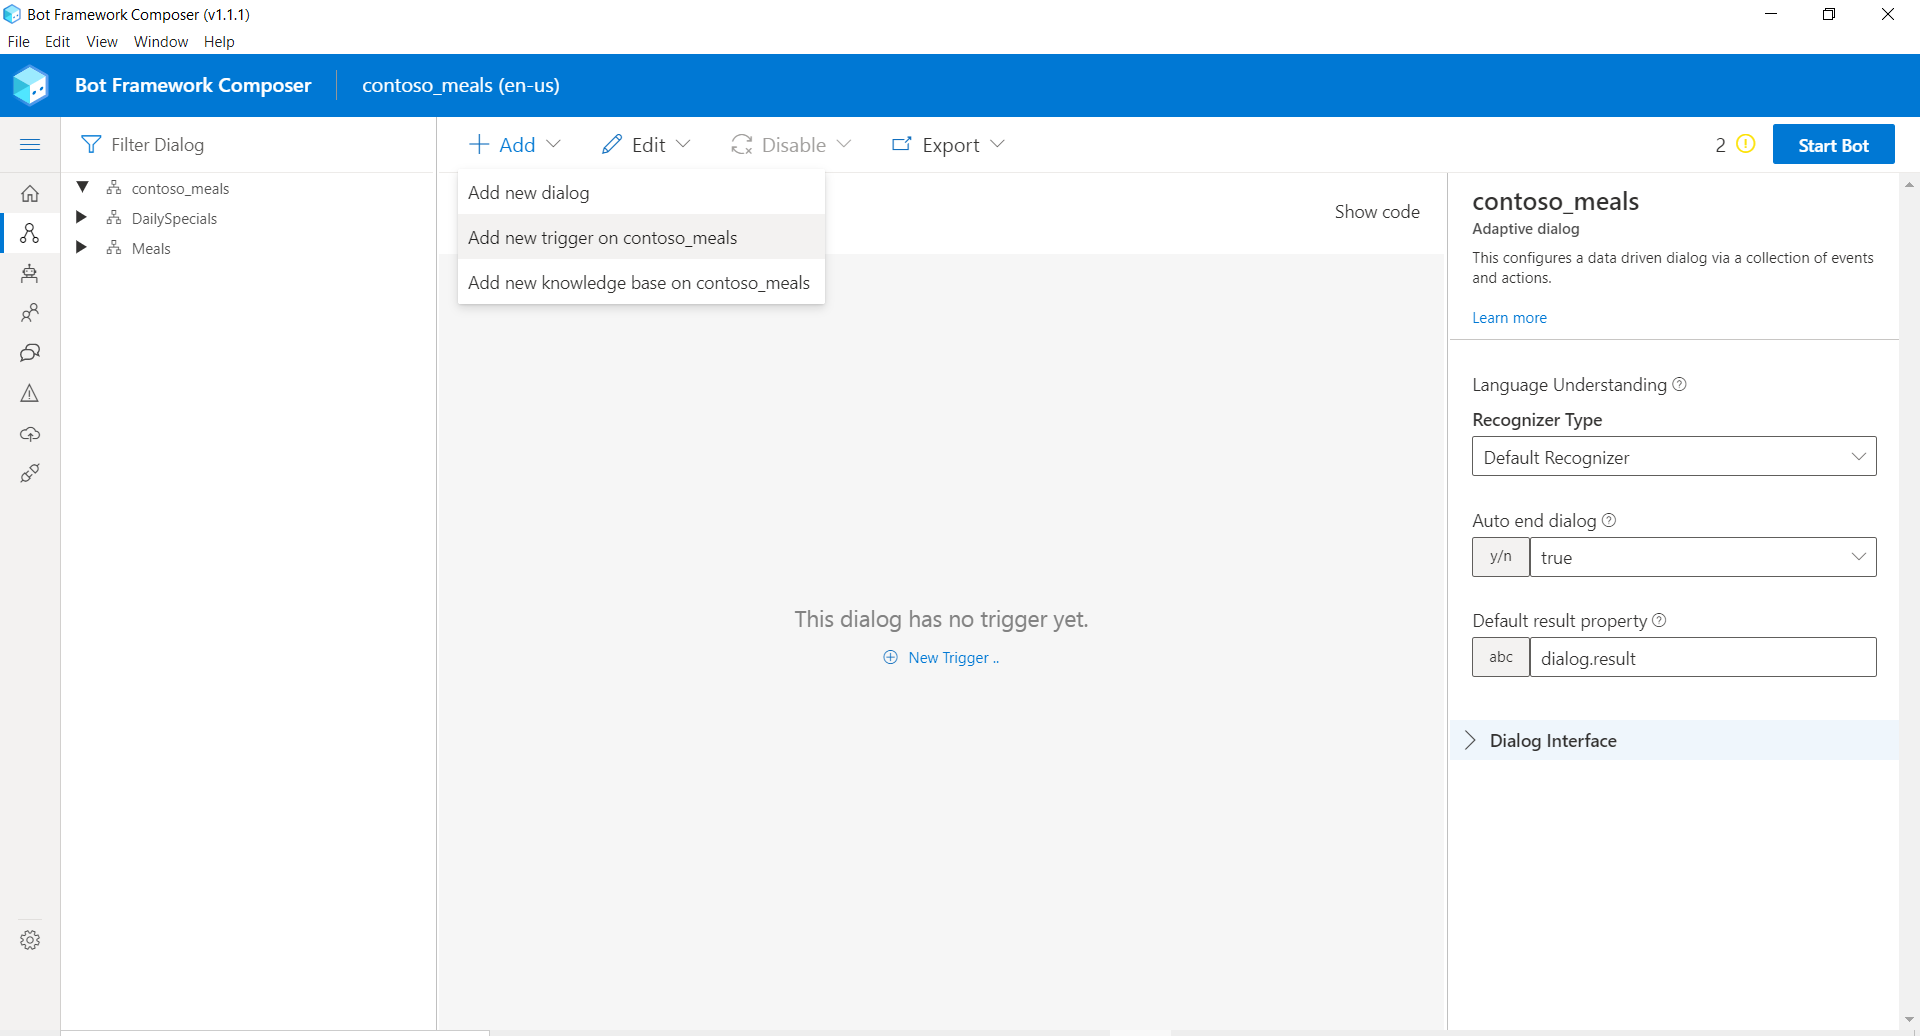 Bot Framework Composer (v1.1.1)
File Edit View Window Help
Bot Framework Composer contoso_meals (en-us)
Filter Dialog
Add Edit Disable Export 2 Start Bot
contoso_meals
DailySpecials
Meals
Add new dialog
Add new trigger on contoso_meals
Add new knowledge base on contoso_meals
Show code
This dialog has no trigger yet.
New Trigger ..
contoso_meals
Adaptive dialog
This configures a data driven dialog via a collection of events
and actions.
Learn more
Language Understanding
Recognizer Type
Default Recognizer
Auto end dialog
y/n true
Default result property
abc dialog.result
Dialog Interface